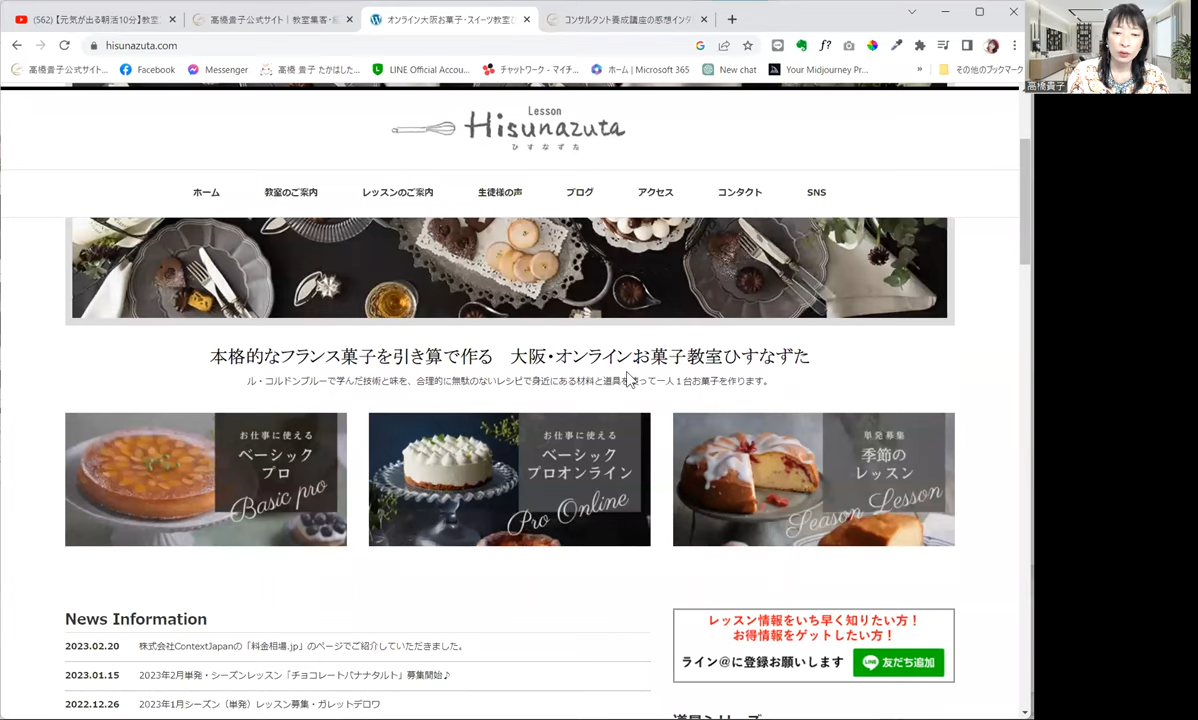 (562) 【元気が出る朝活10分】教室
高橋貴子公式サイト | 教室集客・
オンライン大阪お菓子・スイーツ教室ひ
コンサルタント養成講座の感想インタ
hisunazuta.com
高橋貴子公式サイト...
Facebook
Messenger
高橋 貴子 たかはした...
LINE Official Accou...
チャットワーク - マイチ...
ホーム | Microsoft 365
New chat
Your Midjourney Pr...
»
その他のブックマーク
高橋貴子
Lesson
Hisunazuta
ひすなずた
ホーム
教室のご案内
レッスンのご案内
生徒様の声
ブログ
アクセス
コンタクト
SNS
本格的なフランス菓子を引き算で作る 大阪・オンラインお菓子教室ひすなずた
ル・コルドンブルーで学んだ技術と味を、合理的に無駄のないレシピで身近にある材料と道具を使って一人1台お菓子を作ります。
お仕事に使える
ベーシック
プロ
Basic pro
お仕事に使える
ベーシック
プロオンライン
Pro Online
単発募集
季節の
レッスン
Season Lesson
News Information
2023.02.20 株式会社ContextJapanの「料金相場.jp」のページでご紹介していただきました。
2023.01.15 2023年2月単発・シーズンレッスン「チョコレートバナナタルト」募集開始♪
2022.12.26 2023年1月シーズン（単発）レッスン募集・ガレットデロワ
レッスン情報をいち早く知りたい方！
お得情報をゲットしたい方！
ライン@に登録お願いします
LINE
友だち追加
道具シリーズ